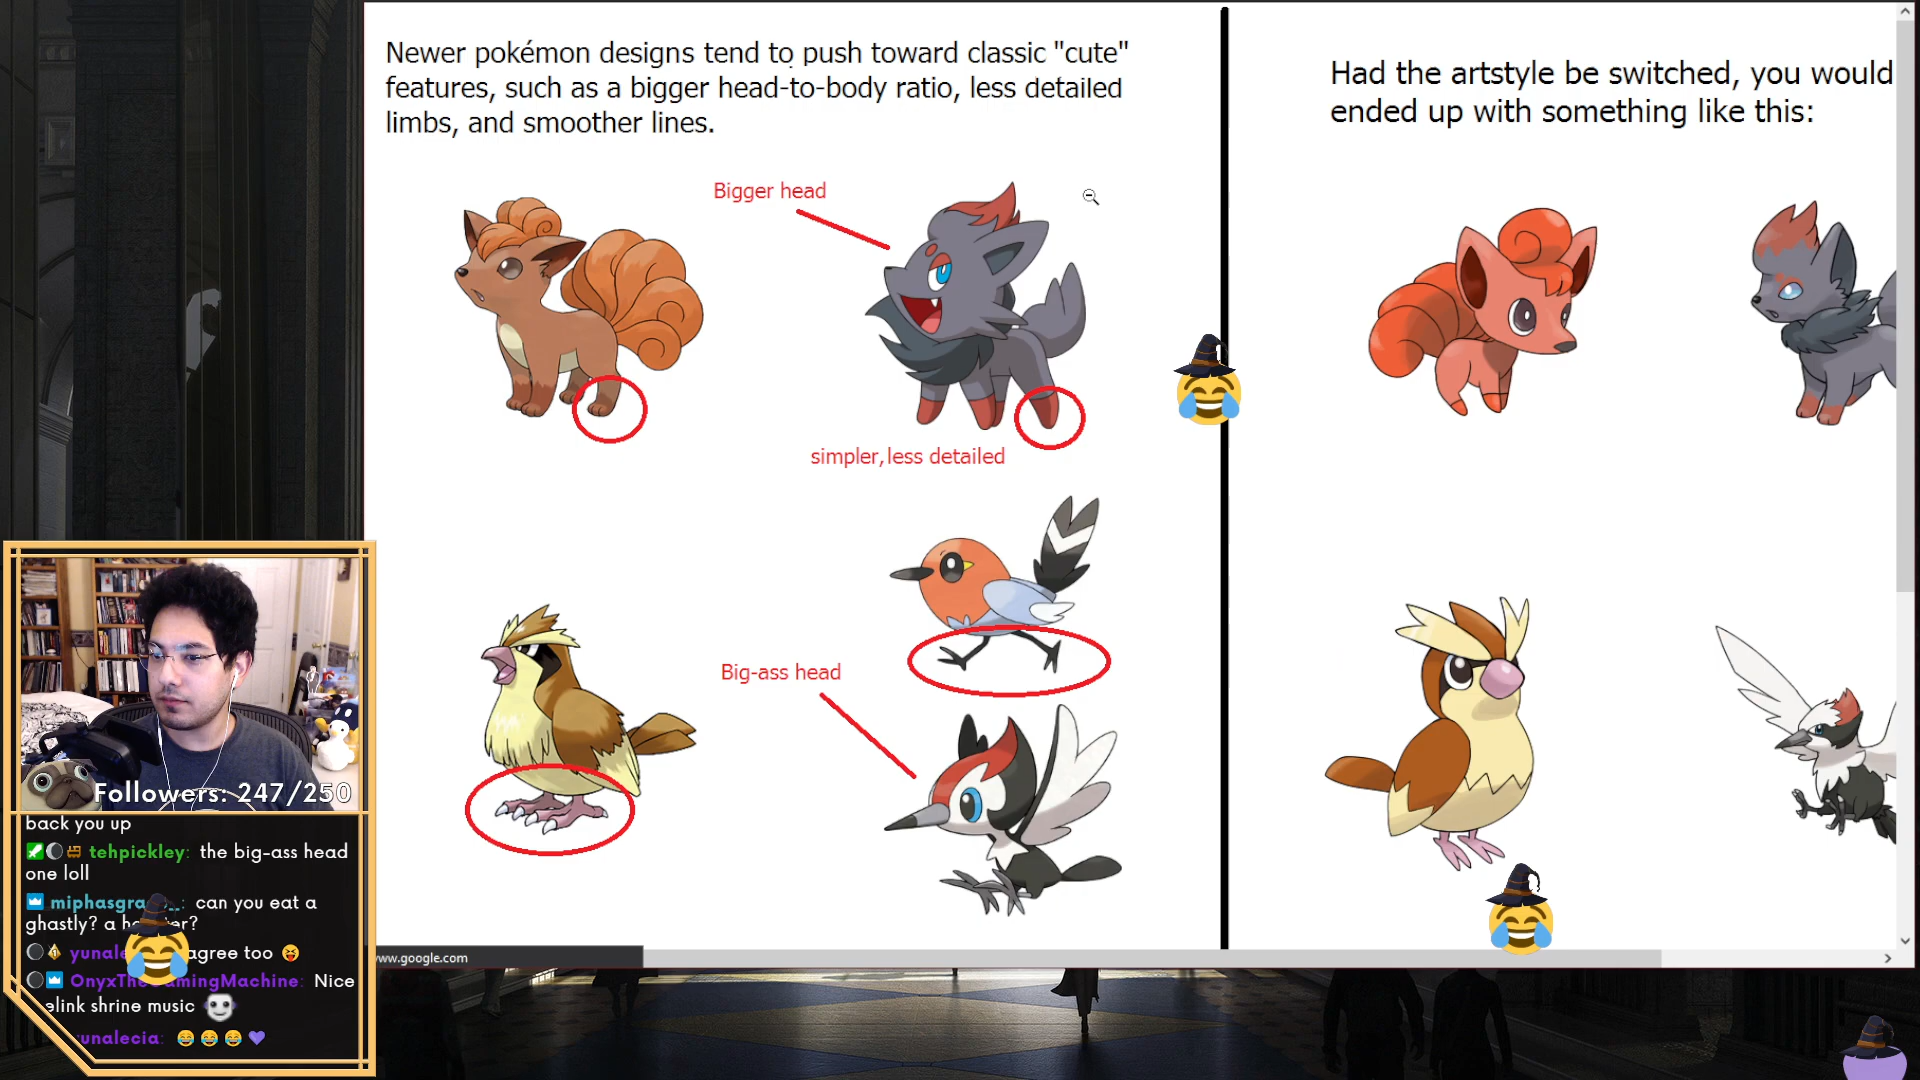 Newer pokémon designs tend to push toward classic "cute"
features, such as a bigger head-to-body ratio, less detailed
limbs, and smoother lines.
Bigger head
simpler, less detailed
Big-ass head
Had the artstyle be switched, you would
ended up with something like this:
www.google.com
Followers: 247/250
back you up
tehpickley: the big-ass head
one loll
miphasgra can you eat a
ghastly? a
agree too
Nice
shrine music